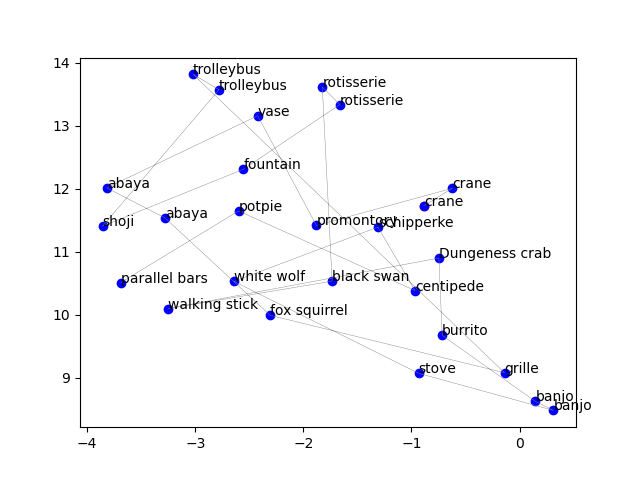 14
trolleybus
trolleybus
rotisserie
rotisserie
13
vase
fountain
12
abaya
crane
abaya
potpie
crane
shoji
promontory
schipperke
11
Dungeness crab
parallel bars
white wolf
black swan
centipede
walking stick
fox squirrel
10
burrito
9
stove
grille
banjo
banjo
−4
−3
−2
−1
0